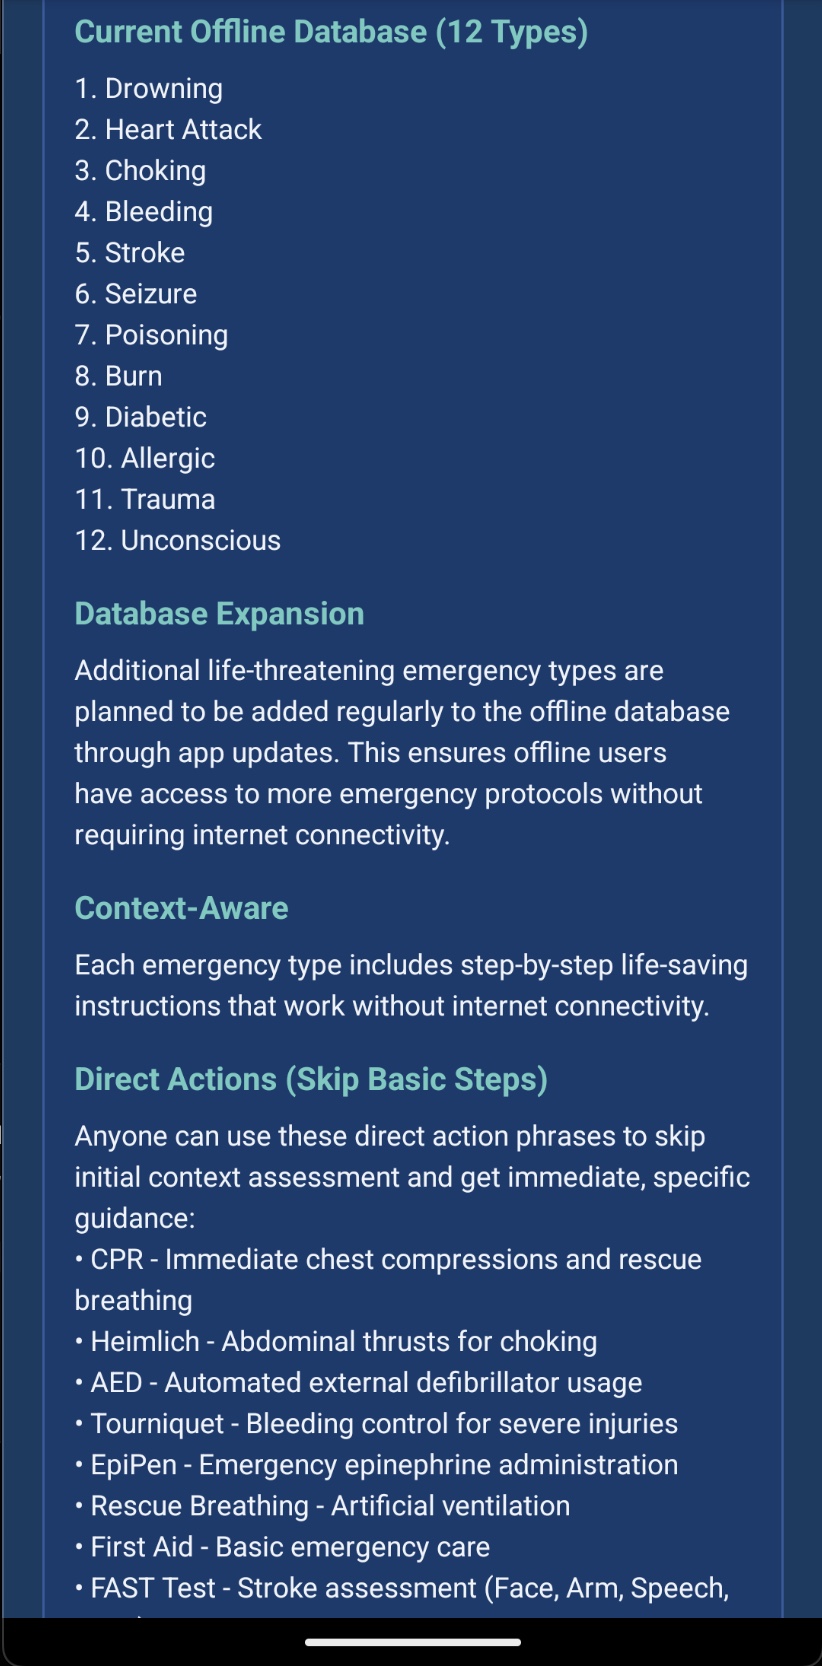 Current Offline Database (12 Types)
1. Drowning
2. Heart Attack
3. Choking
4. Bleeding
5. Stroke
6. Seizure
7. Poisoning
8. Burn
9. Diabetic
10. Allergic
11. Trauma
12. Unconscious
Database Expansion
Additional life-threatening emergency types are
planned to be added regularly to the offline database
through app updates. This ensures offline users
have access to more emergency protocols without
requiring internet connectivity.
Context-Aware
Each emergency type includes step-by-step life-saving
instructions that work without internet connectivity.
Direct Actions (Skip Basic Steps)
Anyone can use these direct action phrases to skip
initial context assessment and get immediate, specific
guidance:
• CPR - Immediate chest compressions and rescue
breathing
• Heimlich - Abdominal thrusts for choking
• AED - Automated external defibrillator usage
• Tourniquet - Bleeding control for severe injuries
• EpiPen - Emergency epinephrine administration
• Rescue Breathing - Artificial ventilation
• First Aid - Basic emergency care
• FAST Test - Stroke assessment (Face, Arm, Speech,